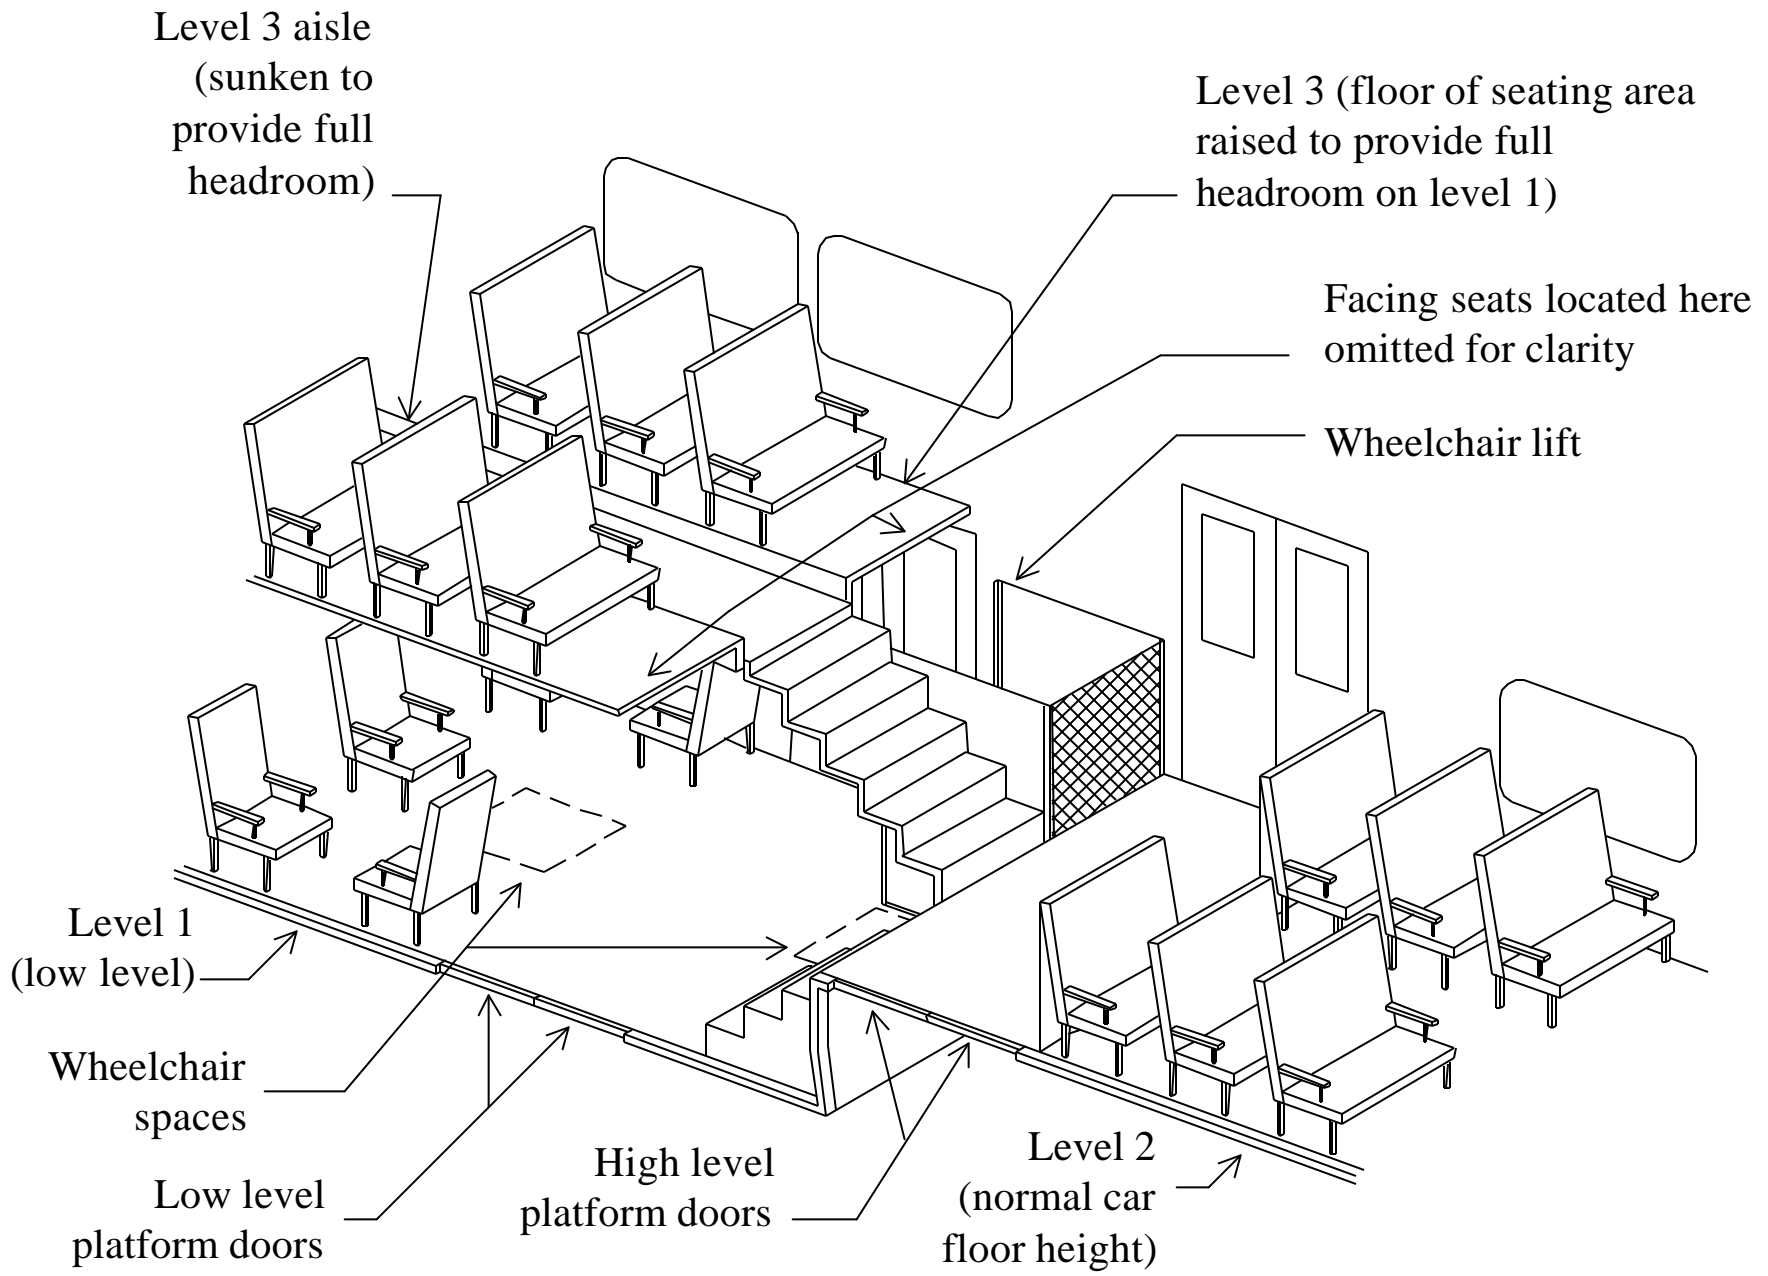 Level 3 aisle
(sunken to
provide full
headroom)
Level 3 (floor of seating area
raised to provide full
headroom on level 1)
Facing seats located here
omitted for clarity
Wheelchair lift
Level 1
(low level)
Wheelchair
spaces
Low level
platform doors
High level
platform doors
Level 2
(normal car
floor height)